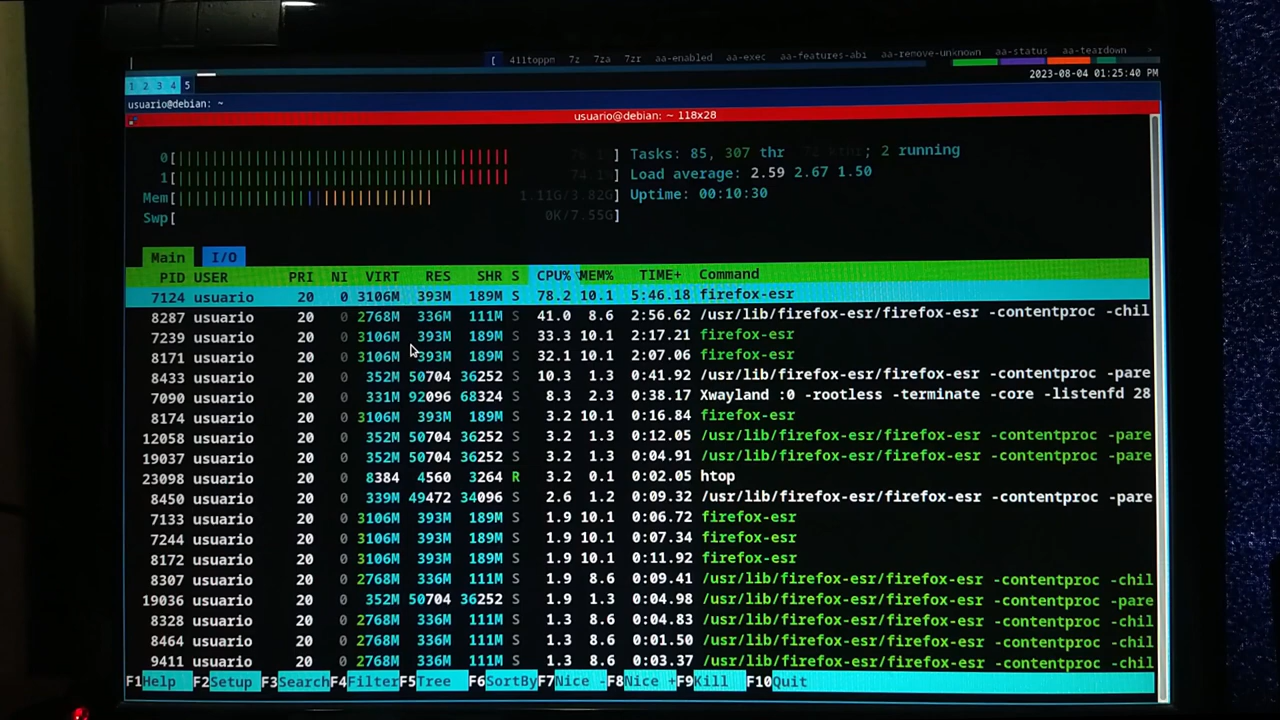 [ 411toppm 7z 7za 7zr aa-enabled aa-exec aa-features-abi aa-remove-unknown aa-status aa-teardown >
1 2 3 4 5 2023-08-04 01:25:40 PM
usuario@debian: ~
usuario@debian: ~ 118x28
0[||||||||||||||||||||||||||||||||||||||| ] Tasks: 85, 307 thr; 2 running
1[||||||||||||||||||||||||||||||||||||||| 74.1%] Load average: 2.59 2.67 1.50
Mem[|||||||||||||||||||||||||||||| 1.11G/3.82G] Uptime: 00:10:30
Swp[ 0K/7.55G]
Main I/O
PID USER PRI NI VIRT RES SHR S CPU%▽MEM% TIME+ Command
7124 usuario 20 0 3106M 393M 189M S 78.2 10.1 5:46.18 firefox-esr
8287 usuario 20 0 2768M 336M 111M S 41.0 8.6 2:56.62 /usr/lib/firefox-esr/firefox-esr -contentproc -chil
7239 usuario 20 0 3106M 393M 189M S 33.3 10.1 2:17.21 firefox-esr
8171 usuario 20 0 3106M 393M 189M S 32.1 10.1 2:07.06 firefox-esr
8433 usuario 20 0 352M 50704 36252 S 10.3 1.3 0:41.92 /usr/lib/firefox-esr/firefox-esr -contentproc -pare
7090 usuario 20 0 331M 92096 68324 S 8.3 2.3 0:38.17 Xwayland :0 -rootless -terminate -core -listenfd 28
8174 usuario 20 0 3106M 393M 189M S 3.2 10.1 0:16.84 firefox-esr
12058 usuario 20 0 352M 50704 36252 S 3.2 1.3 0:12.05 /usr/lib/firefox-esr/firefox-esr -contentproc -pare
19037 usuario 20 0 352M 50704 36252 S 3.2 1.3 0:04.91 /usr/lib/firefox-esr/firefox-esr -contentproc -pare
23098 usuario 20 0 8384 4560 3264 R 3.2 0.1 0:02.05 htop
8450 usuario 20 0 339M 49472 34096 S 2.6 1.2 0:09.32 /usr/lib/firefox-esr/firefox-esr -contentproc -pare
7133 usuario 20 0 3106M 393M 189M S 1.9 10.1 0:06.72 firefox-esr
7244 usuario 20 0 3106M 393M 189M S 1.9 10.1 0:07.34 firefox-esr
8172 usuario 20 0 3106M 393M 189M S 1.9 10.1 0:11.92 firefox-esr
8307 usuario 20 0 2768M 336M 111M S 1.9 8.6 0:09.41 /usr/lib/firefox-esr/firefox-esr -contentproc -chil
19036 usuario 20 0 352M 50704 36252 S 1.9 1.3 0:04.98 /usr/lib/firefox-esr/firefox-esr -contentproc -pare
8328 usuario 20 0 2768M 336M 111M S 1.3 8.6 0:04.83 /usr/lib/firefox-esr/firefox-esr -contentproc -chil
8464 usuario 20 0 2768M 336M 111M S 1.3 8.6 0:01.50 /usr/lib/firefox-esr/firefox-esr -contentproc -chil
9411 usuario 20 0 2768M 336M 111M S 1.3 8.6 0:03.37 /usr/lib/firefox-esr/firefox-esr -contentproc -chil
F1Help F2Setup F3SearchF4FilterF5Tree F6SortByF7Nice -F8Nice +F9Kill F10Quit